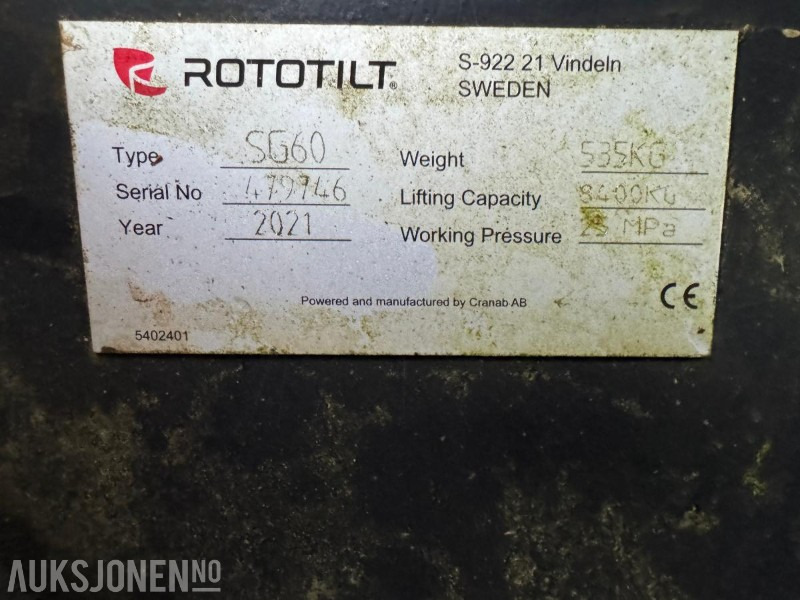 ROTOTILT®
S-922 21 Vindeln
SWEDEN
Type SG60
Serial No 479746
Year 2021
Weight 535KG
Lifting Capacity 8400KG
Working Pressure 25 MPa
Powered and manufactured by Cranab AB
CE
5402401
AUKSJONEN.NO